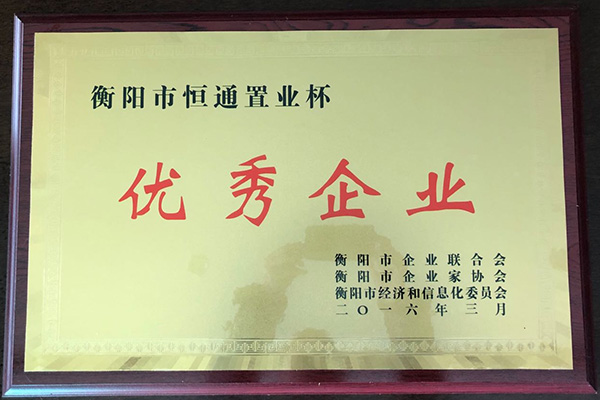 衡阳市恒通置业杯
优秀企业
衡阳市企业联合会
衡阳市企业家协会
衡阳市经济和信息化委员会
二〇一六年三月